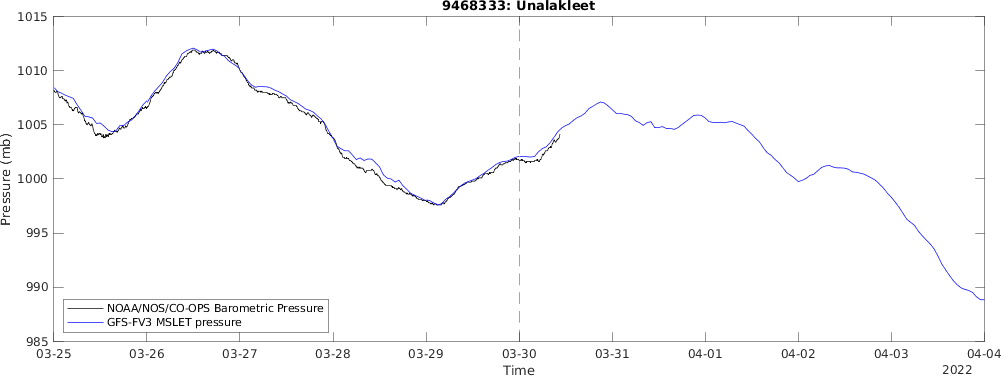 9468333: Unalakleet
Pressure (mb)
1015
1010
1005
1000
995
990
985
NOAA/NOS/CO-OPS Barometric Pressure
GFS-FV3 MSLET pressure
03-25 03-26 03-27 03-28 03-29 03-30 03-31 04-01 04-02 04-03 04-04
Time
2022